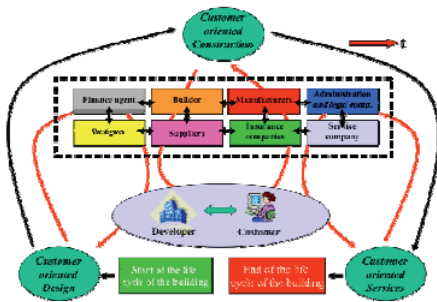 Customer
oriented
Construction
t
Finance agent
Builder
Manufacturers
Administration
and legal comp.
Designers
Suppliers
Insurance
companies
Service
company
Developer
Customer
Customer
oriented
Design
Start of the life
cycle of the building
End of the life
cycle of the building
Customer
oriented
Services